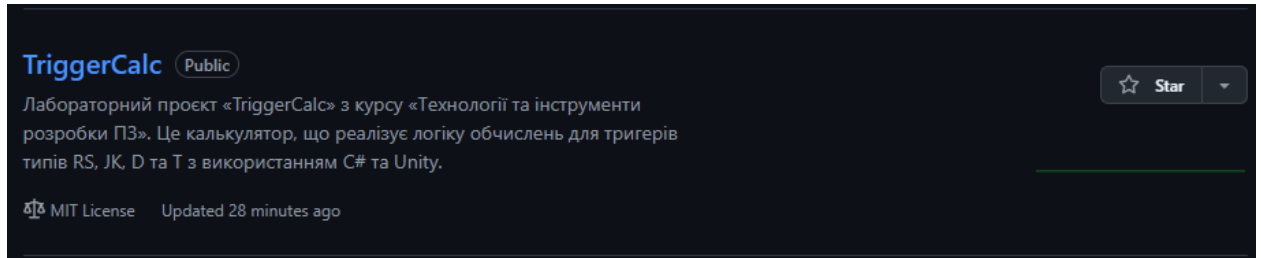 TriggerCalc Public
Star
Лабораторний проєкт «TriggerCalc» з курсу «Технології та інструменти
розробки ПЗ». Це калькулятор, що реалізує логіку обчислень для тригерів
типів RS, JK, D та T з використанням C# та Unity.
MIT License Updated 28 minutes ago